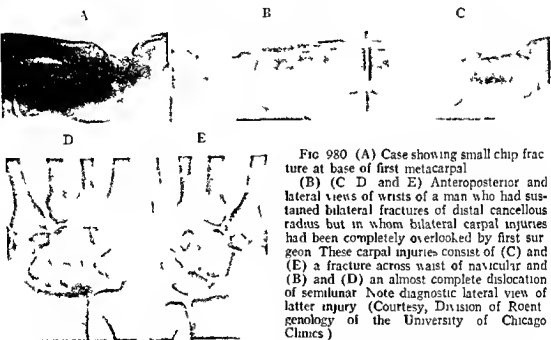 A
B
C
D
E
FIG 980 (A) Case showing small chip frac
ture at base of first metacarpal
(B) (C D and E) Anteroposterior and
lateral views of wrists of a man who had sus-
tained bilateral fractures of distal cancellous
radius but in whom bilateral carpal injuries
had been completely overlooked by first sur
geon These carpal injuries consist of (C) and
(E) a fracture across waist of navicular and
(B) and (D) an almost complete dislocation
of semilunar Note diagnostic lateral view of
latter injury (Courtesy, Division of Roent
genology of the University of Chicago
Clinics)